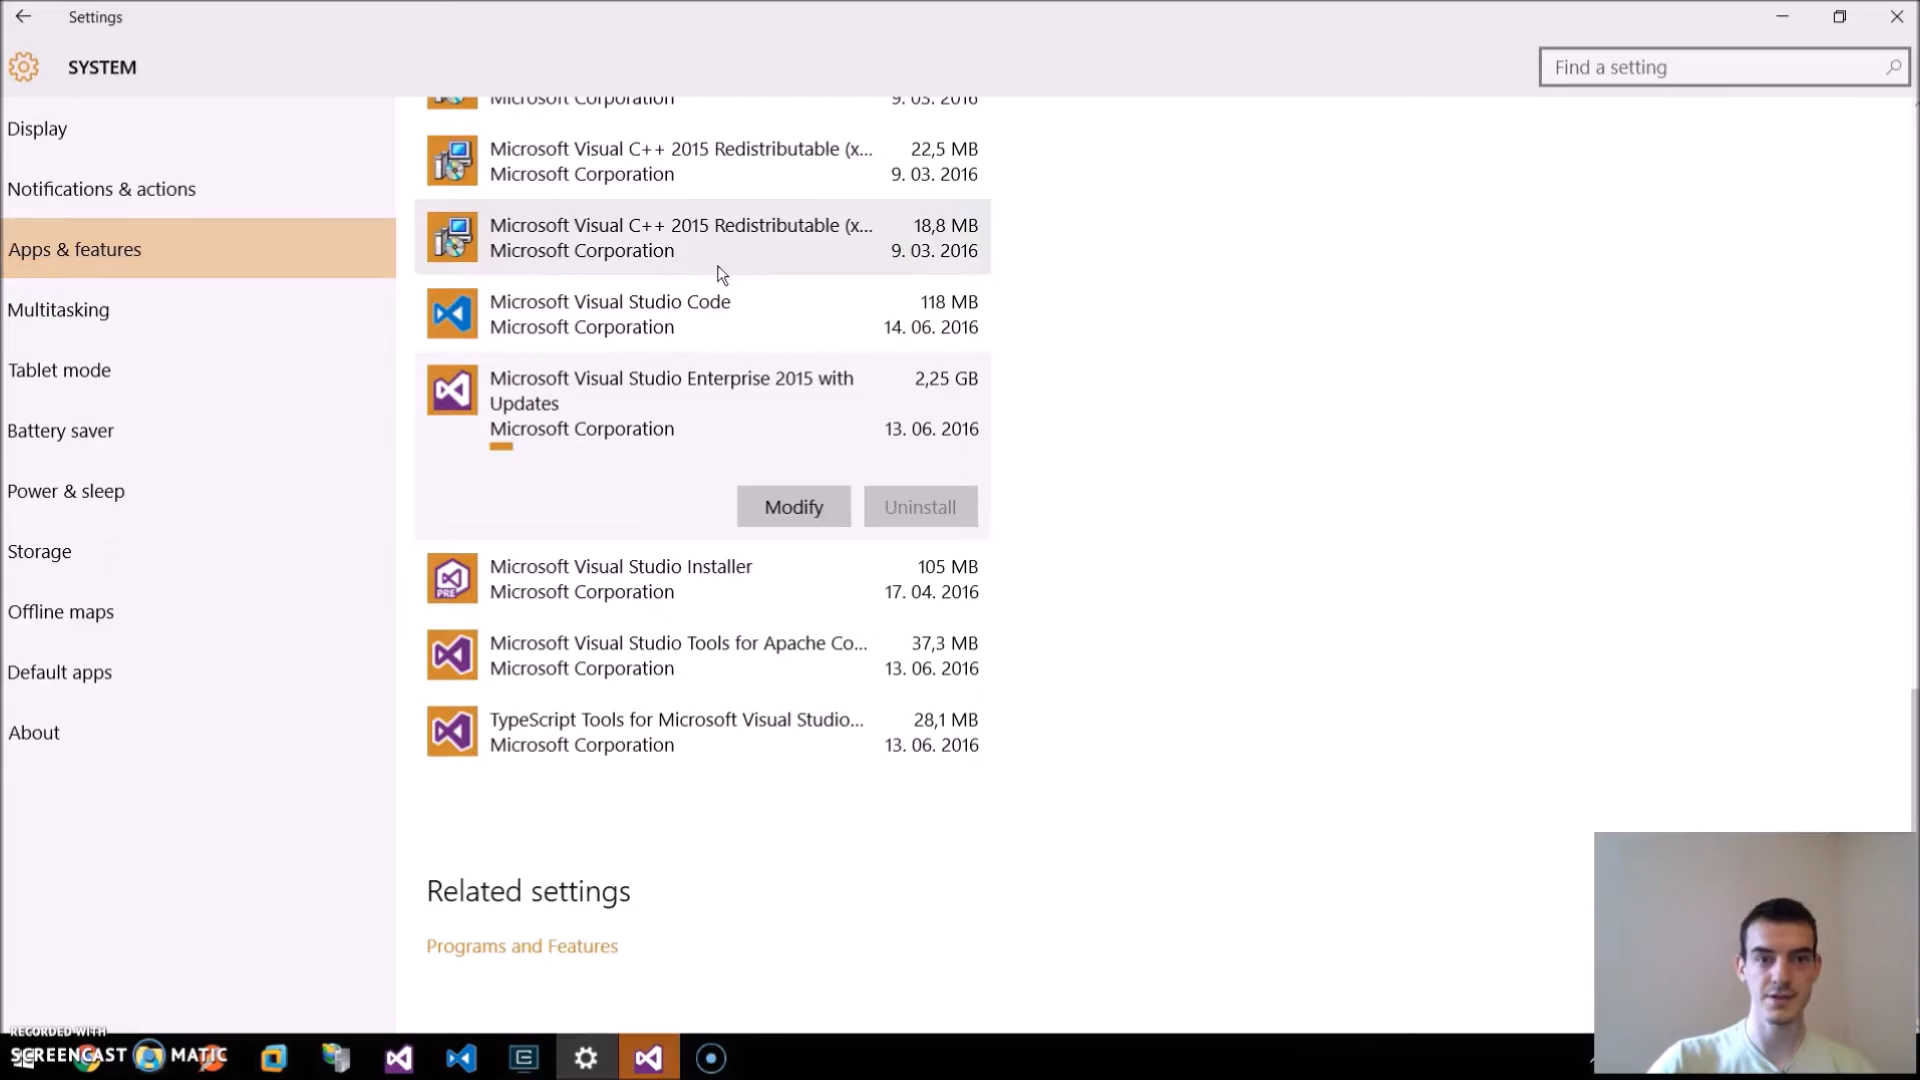 Settings
SYSTEM
Find a setting
Display
Notifications & actions
Apps & features
Multitasking
Tablet mode
Battery saver
Power & sleep
Storage
Offline maps
Default apps
About
Microsoft Corporation 9. 03. 2016
Microsoft Visual C++ 2015 Redistributable (x... 22,5 MB
Microsoft Corporation 9. 03. 2016
Microsoft Visual C++ 2015 Redistributable (x... 18,8 MB
Microsoft Corporation 9. 03. 2016
Microsoft Visual Studio Code 118 MB
Microsoft Corporation 14. 06. 2016
Microsoft Visual Studio Enterprise 2015 with 2,25 GB
Updates
Microsoft Corporation 13. 06. 2016
Modify Uninstall
Microsoft Visual Studio Installer 105 MB
Microsoft Corporation 17. 04. 2016
PRE
Microsoft Visual Studio Tools for Apache Co... 37,3 MB
Microsoft Corporation 13. 06. 2016
TypeScript Tools for Microsoft Visual Studio... 28,1 MB
Microsoft Corporation 13. 06. 2016
Related settings
Programs and Features
RECORDED WITH
SCREENCAST MATIC